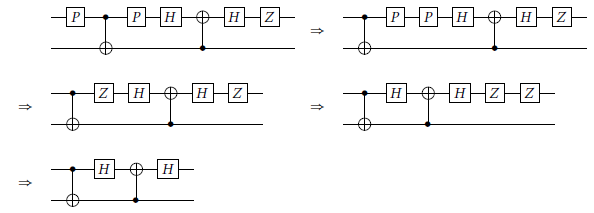 P P H H Z ⇒ P P H H Z
⇒ Z H H Z ⇒ H H Z Z
⇒ H H